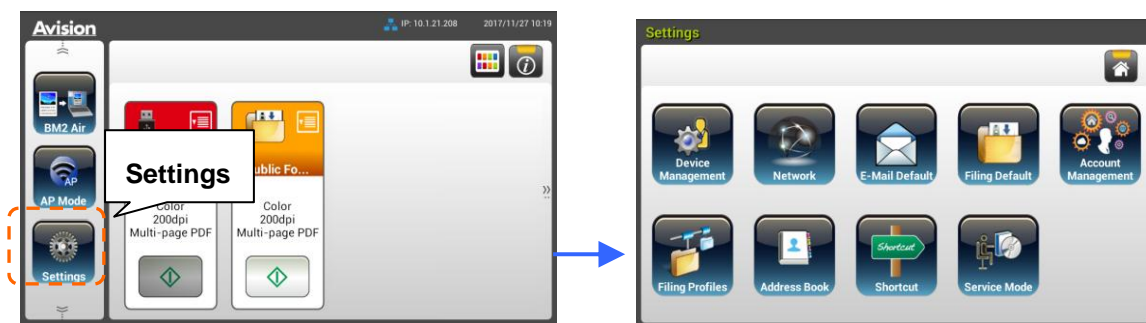 Avision
IP: 10.1.21.208
2017/11/27 10:19
BM2 Air
AP
AP Mode
Settings
Settings
ublic Fo...
Color
200dpi
Multi-page PDF
Color
200dpi
Multi-page PDF
Settings
Device
Management
Network
E-Mail Default
Filing Default
Account
Management
Filing Profiles
Address Book
Shortcut
Shortcut
Service Mode